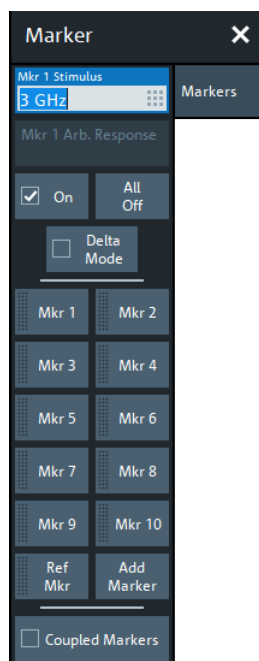 Marker
Mkr 1 Stimulus
3 GHz
Markers
Mkr 1 Arb. Response
On
All
Off
Delta
Mode
Mkr 1
Mkr 2
Mkr 3
Mkr 4
Mkr 5
Mkr 6
Mkr 7
Mkr 8
Mkr 9
Mkr 10
Ref
Mkr
Add
Marker
Coupled Markers